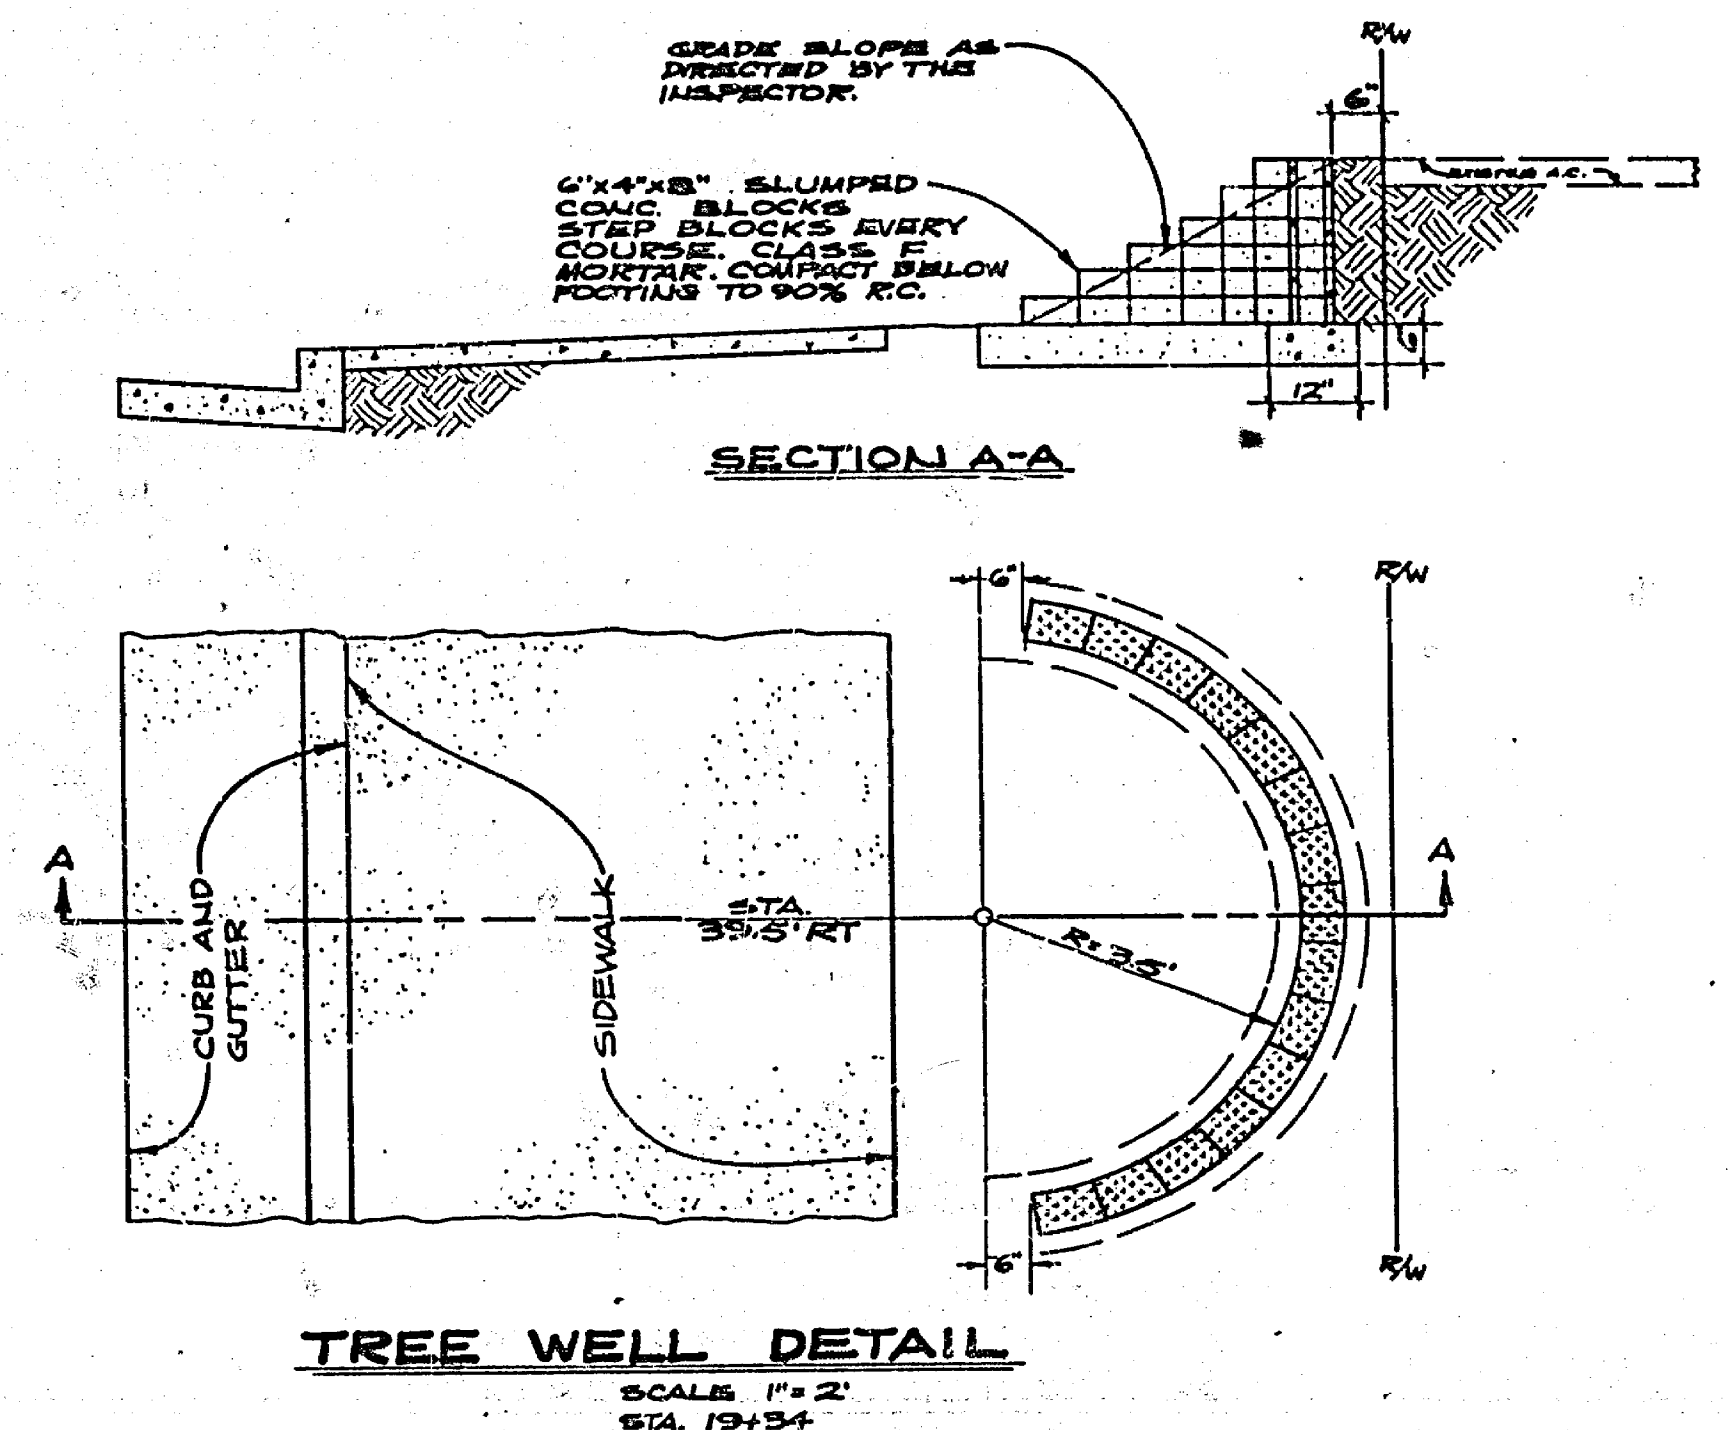 R/W
GRADE SLOPE AS
DIRECTED BY THE
INSPECTOR.
6"
6"x4"x8" SLUMPED
CONC. BLOCKS
STEP BLOCKS EVERY
COURSE. CLASS F
MORTAR. COMPACT BELOW
FOOTING TO 90% R.C.
A.C.
6"
12"
SECTION A-A
R/W
6"
A
A
CURB AND
GUTTER
SIDEWALK
STA.
39.5' RT
R= 3.5'
6"
R/W
TREE WELL DETAIL
SCALE 1"= 2'
STA. 19+34